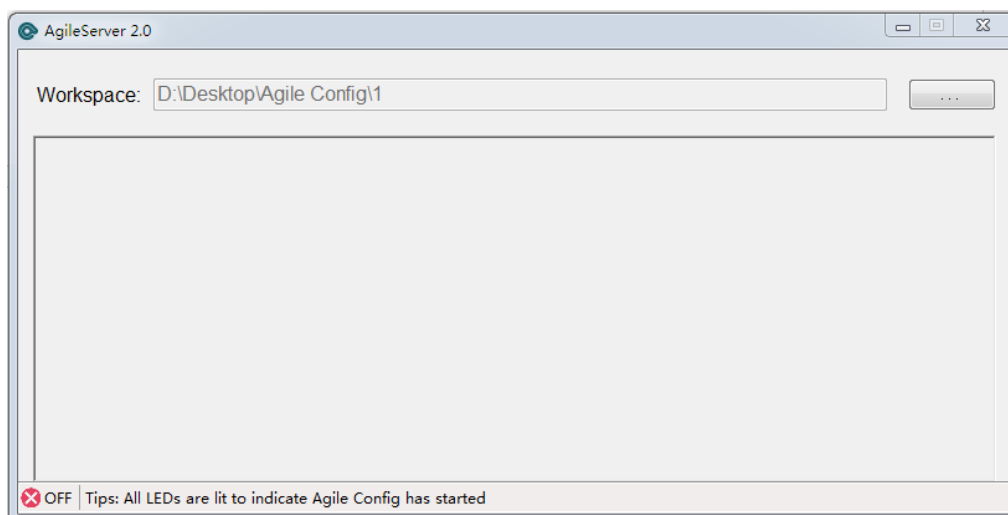 AgileServer 2.0
Workspace: D:\Desktop\Agile Config\1 ...
OFF Tips: All LEDs are lit to indicate Agile Config has started